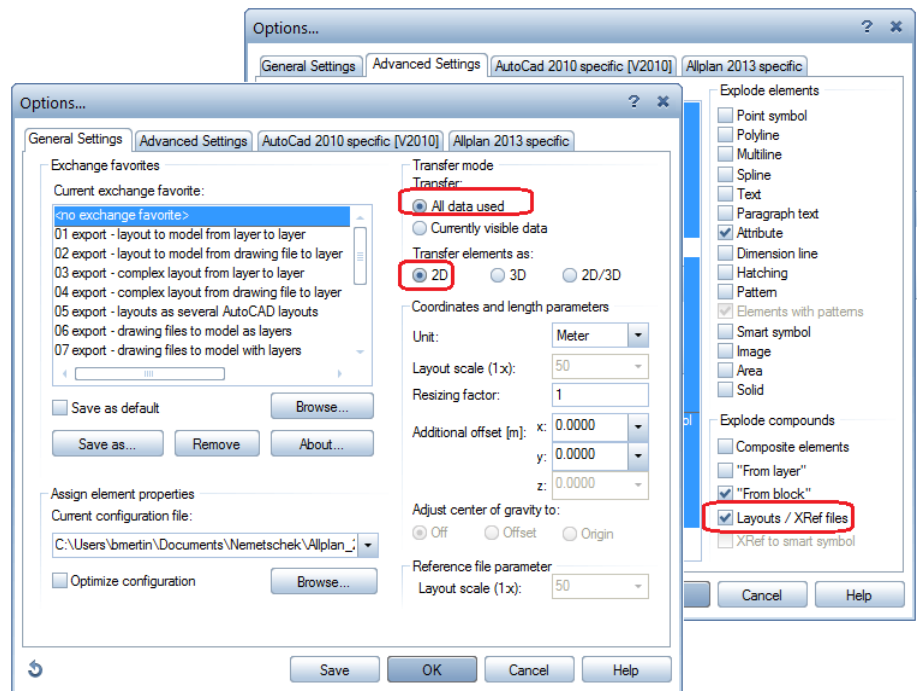 Options...
General Settings
Advanced Settings
AutoCad 2010 specific [V2010]
Allplan 2013 specific
Explode elements
Point symbol
Polyline
Multiline
Spline
Text
Paragraph text
Attribute
Dimension line
Hatching
Pattern
Elements with patterns
Smart symbol
Image
Area
Solid
Explode compounds
Composite elements
"From layer"
"From block"
Layouts / XRef files
XRef to smart symbol
Cancel
Help
Options...
General Settings
Advanced Settings
AutoCad 2010 specific [V2010]
Allplan 2013 specific
Exchange favorites
Current exchange favorite:
<no exchange favorite>
01 export - layout to model from layer to layer
02 export - layout to model from drawing file to layer
03 export - complex layout from layer to layer
04 export - complex layout from drawing file to layer
05 export - layouts as several AutoCAD layouts
06 export - drawing files to model as layers
07 export - drawing files to model with layers
Save as default
Browse...
Save as...
Remove
About...
Assign element properties
Current configuration file:
C:\Users\bmertin\Documents\Nemetschek\Allplan_
Optimize configuration
Browse...
Transfer mode
Transfer:
All data used
Currently visible data
Transfer elements as:
2D
3D
2D/3D
Coordinates and length parameters
Unit:
Meter
Layout scale (1:x):
50
Resizing factor:
1
Additional offset [m]:
x:
0.0000
y:
0.0000
z:
0.0000
Adjust center of gravity to:
Off
Offset
Origin
Reference file parameter
Layout scale (1:x):
50
Save
OK
Cancel
Help